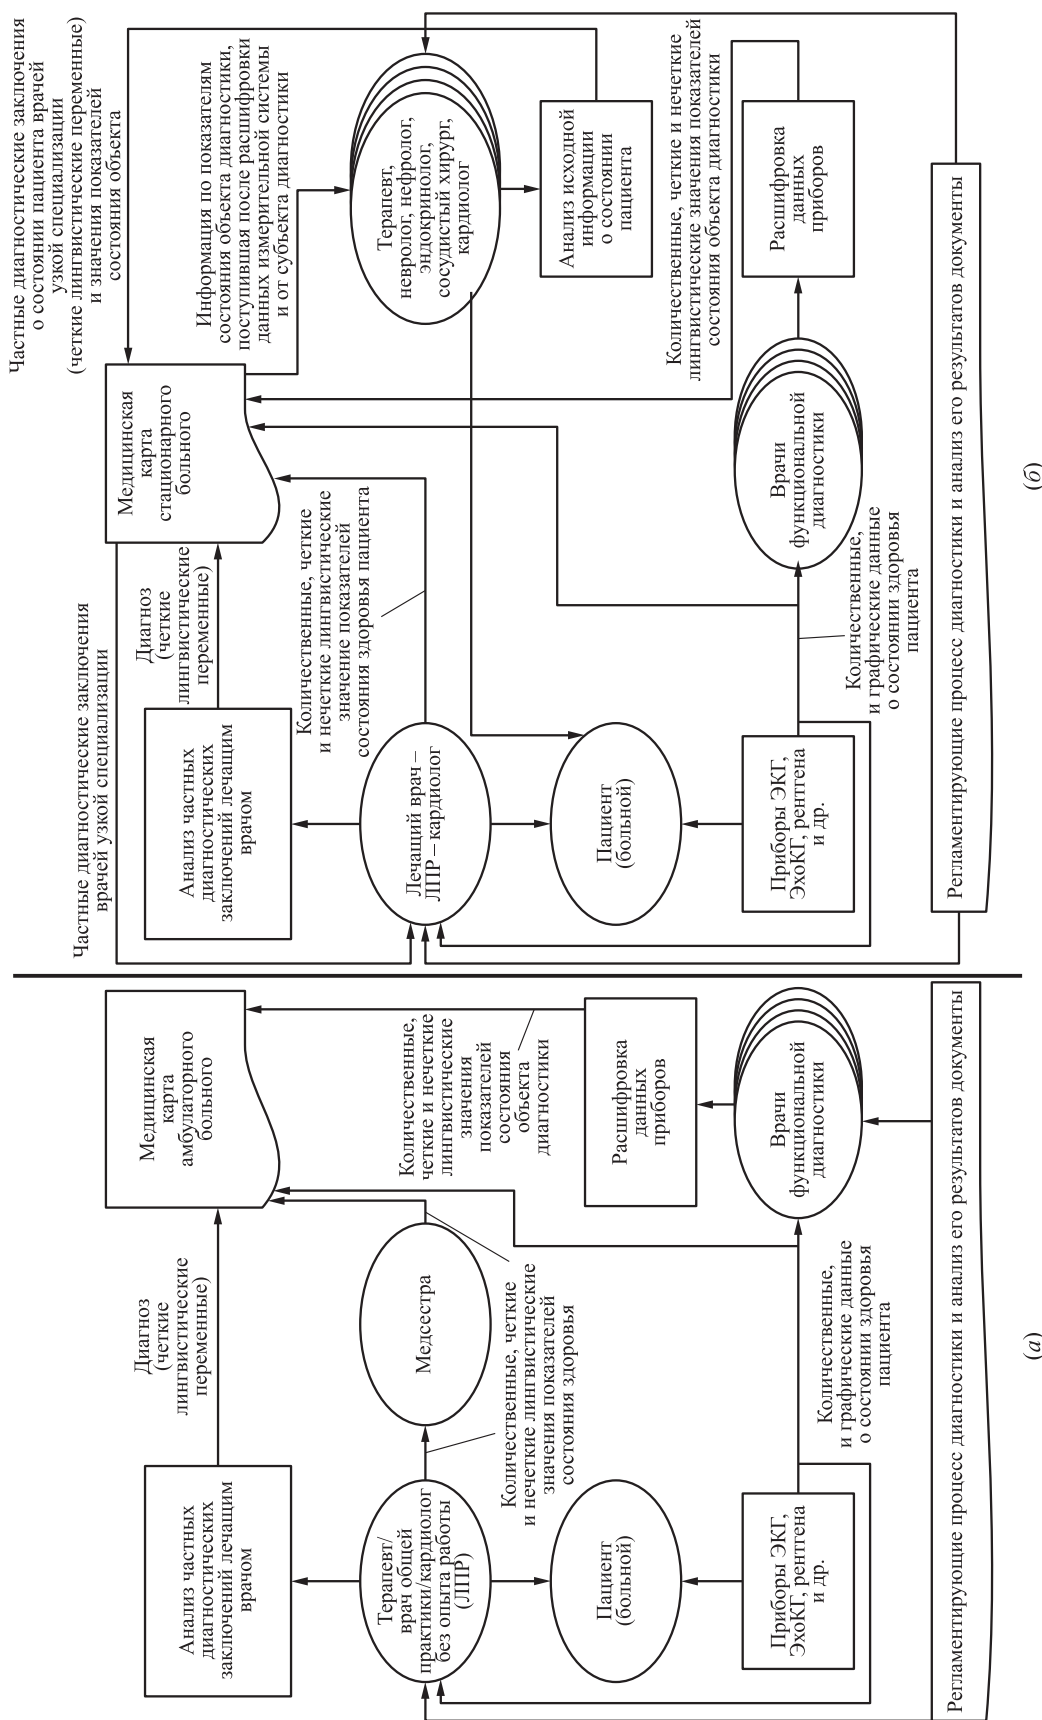 Анализ частных
диагностических
заключений лечащим
врачом
Диагноз
(четкие
лингвистические
переменные)
Медицинская
карта
амбулаторного
больного
Терапевт/
врач общей
практики/кардиолог
без опыта работы
(ЛПР)
Медсестра
Количественные,
четкие и нечеткие
лингвистические
значения
показателей
состояния
объекта
диагностики
Количественные, четкие
и нечеткие лингвистические
значения показателей
состояния здоровья
Пациент
(больной)
Расшифровка
данных
приборов
Приборы ЭКГ,
ЭхоКГ, рентгена
и др.
Количественные,
и графические данные
о состоянии здоровья
пациента
Врачи
функциональной
диагностики
Регламентирующие процесс диагностики и анализ его результатов документы
(а)
Частные диагностические заключения
врачей узкой специализации
Частные диагностические заключения
о состоянии пациента врачей
узкой специализации
(четкие лингвистические переменные)
и значения показателей
состояния объекта
Анализ частных
диагностических
заключений лечащим
врачом
Диагноз
(четкие
лингвистические
переменные)
Медицинская
карта
стационарного
больного
Информация по показателям
состояния объекта диагностики,
поступившая после расшифровки
данных измерительной системы
и от субъекта диагностики
Лечащий врач –
ЛПР – кардиолог
Количественные, четкие
и нечеткие лингвистические
значение показателей
состояния здоровья пациента
Терапевт,
невролог, нефролог,
эндокринолог,
сосудистый хирург,
кардиолог
Пациент
(больной)
Анализ исходной
информации
о состоянии
пациента
Количественные, четкие и нечеткие
лингвистические значения показателей
состояния объекта диагностики
Приборы ЭКГ,
ЭхоКГ, рентгена
и др.
Количественные,
и графические данные
о состоянии здоровья
пациента
Врачи
функциональной
диагностики
Расшифровка
данных
приборов
Регламентирующие процесс диагностики и анализ его результатов документы
(б)